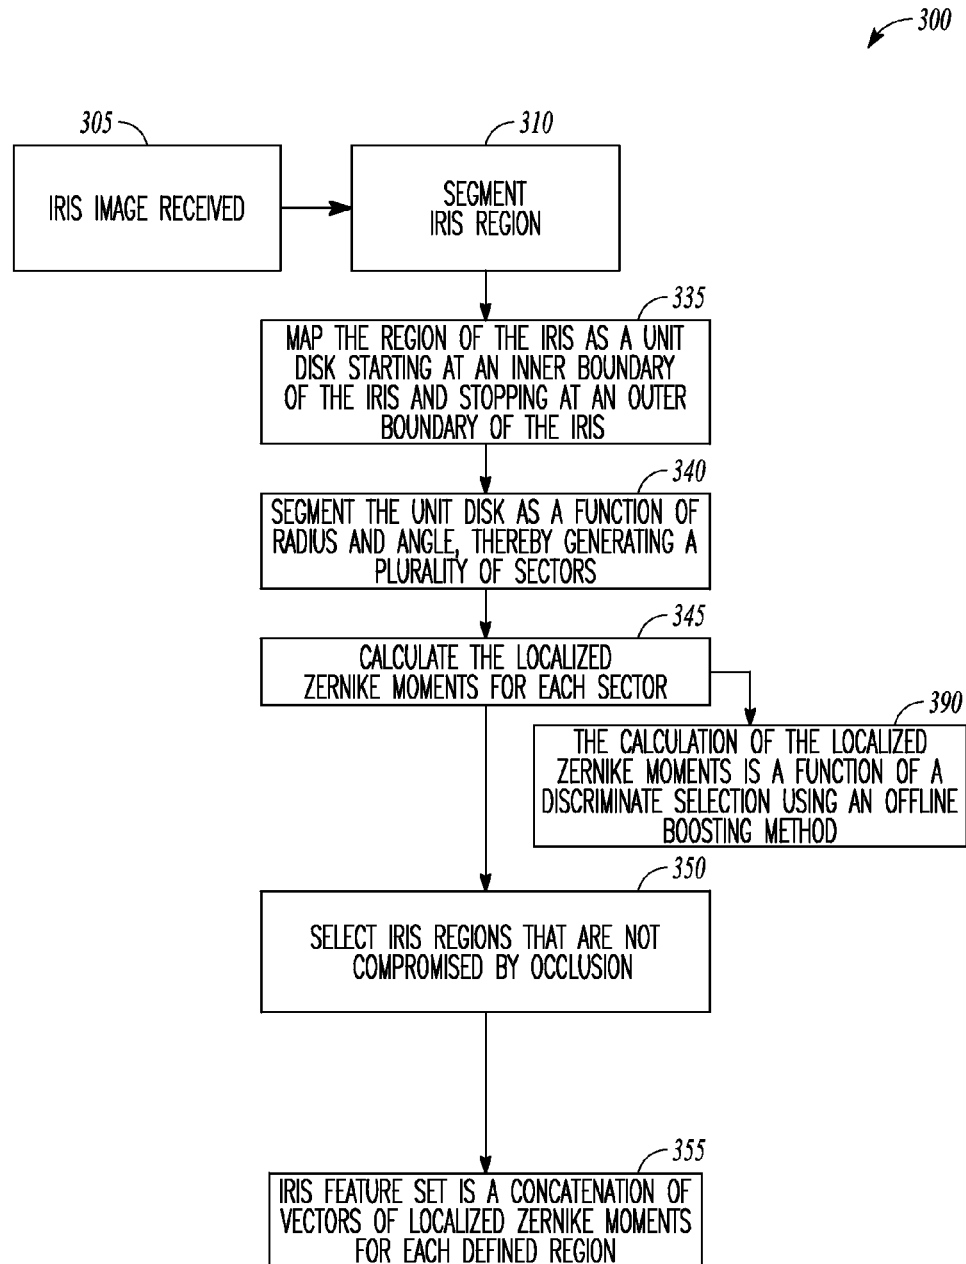 300
305
310
IRIS IMAGE RECEIVED
SEGMENT
IRIS REGION
335
MAP THE REGION OF THE IRIS AS A UNIT
DISK STARTING AT AN INNER BOUNDARY
OF THE IRIS AND STOPPING AT AN OUTER
BOUNDARY OF THE IRIS
340
SEGMENT THE UNIT DISK AS A FUNCTION OF
RADIUS AND ANGLE, THEREBY GENERATING A
PLURALITY OF SECTORS
345
CALCULATE THE LOCALIZED
ZERNIKE MOMENTS FOR EACH SECTOR
390
THE CALCULATION OF THE LOCALIZED
ZERNIKE MOMENTS IS A FUNCTION OF A
DISCRIMINATE SELECTION USING AN OFFLINE
BOOSTING METHOD
350
SELECT IRIS REGIONS THAT ARE NOT
COMPROMISED BY OCCLUSION
355
IRIS FEATURE SET IS A CONCATENATION OF
VECTORS OF LOCALIZED ZERNIKE MOMENTS
FOR EACH DEFINED REGION